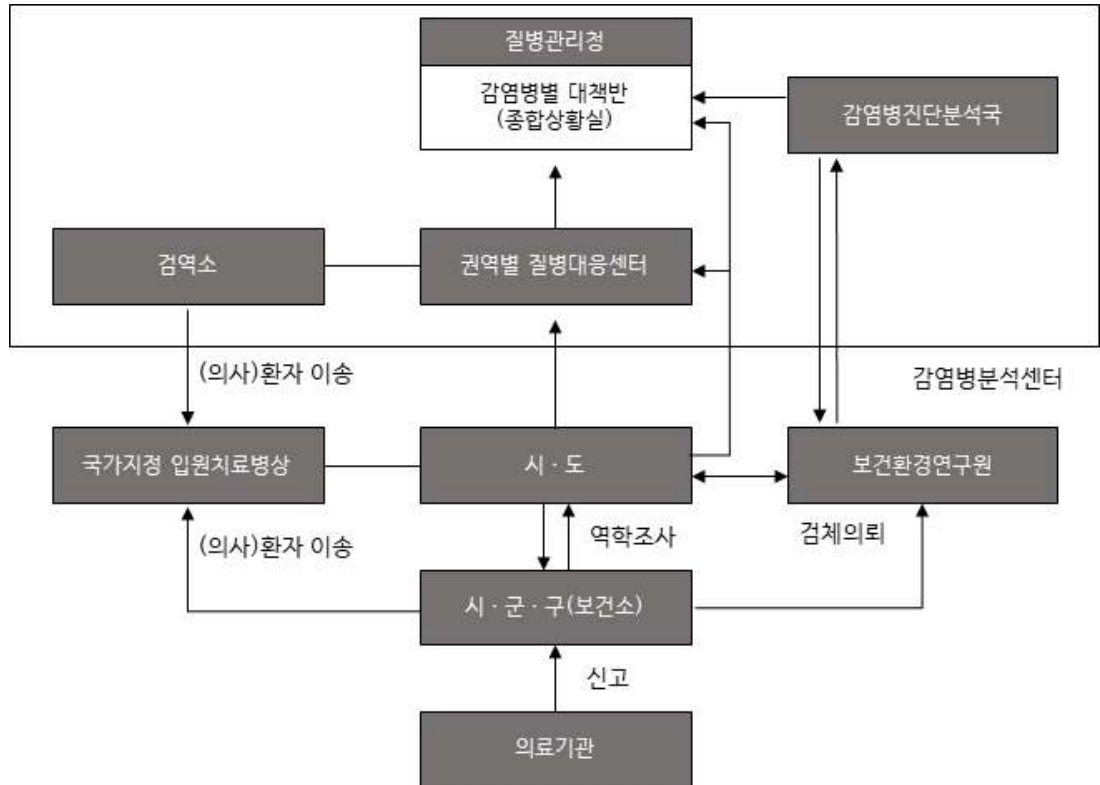 질병관리청
감염병별 대책반
(종합상황실)
감염병진단분석국
검역소
권역별 질병대응센터
(의사)환자 이송
감염병분석센터
국가지정 입원치료병상
시 · 도
보건환경연구원
(의사)환자 이송
역학조사
검체의뢰
시 · 군 · 구(보건소)
신고
의료기관